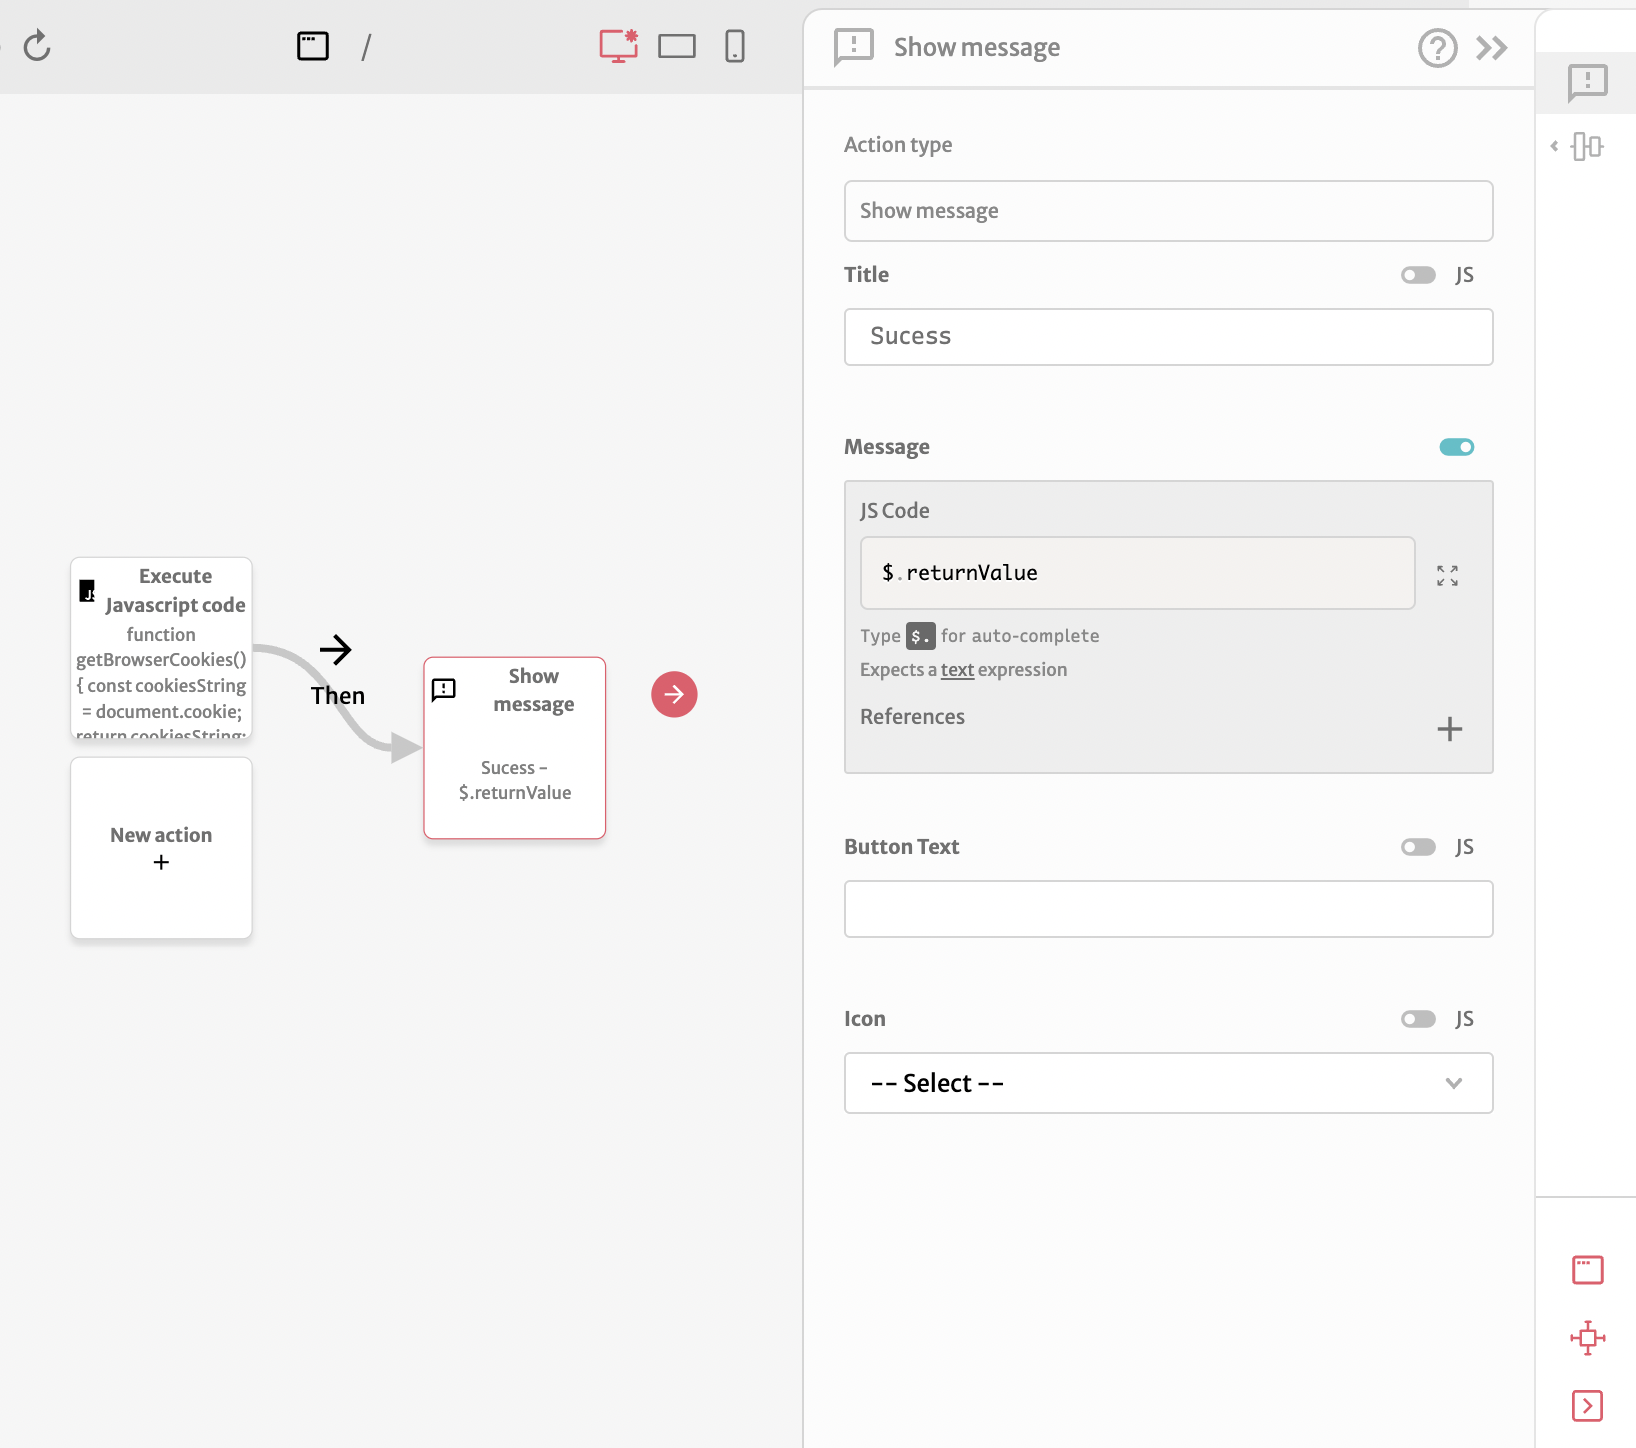 /
Show message
Action type
Show message
Title
JS
Sucess
Message
JS Code
$.returnValue
Type $. for auto-complete
Expects a text expression
References
Button Text
JS
Icon
JS
-- Select --
Execute
Javascript code
function
getBrowserCookies()
{ const cookiesString
= document.cookie;
return cookiesString;
Then
Show
message
Sucess -
$.returnValue
New action
+